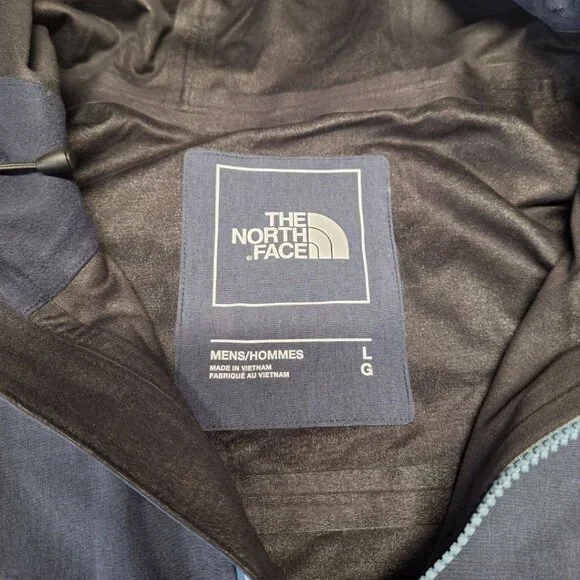 THE
NORTH
®FACE
MENS/HOMMES L
MADE IN VIETNAM G
FABRIQUÉ AU VIETNAM